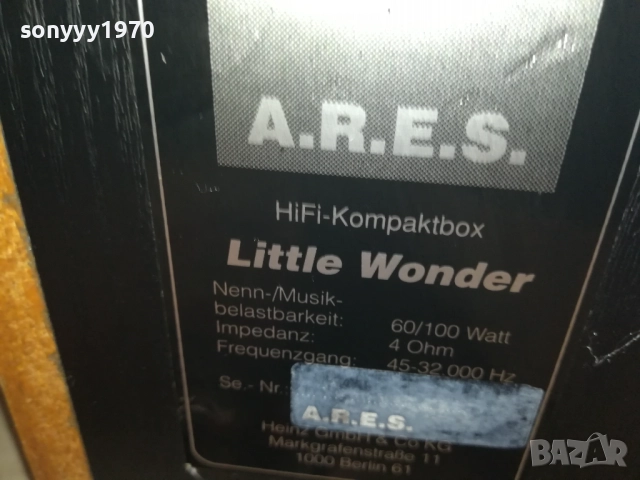 sonyyy1970
A.R.E.S.
HiFi-Kompaktbox
Little Wonder
Nenn-/Musik-
belastbarkeit: 60/100 Watt
Impedanz: 4 Ohm
Frequenzgang: 45-32 000 Hz
Se.- Nr.:
A.R.E.S.
Heinz GmbH & Co KG
Markgrafenstraße 11
1000 Berlin 61
BAZAR